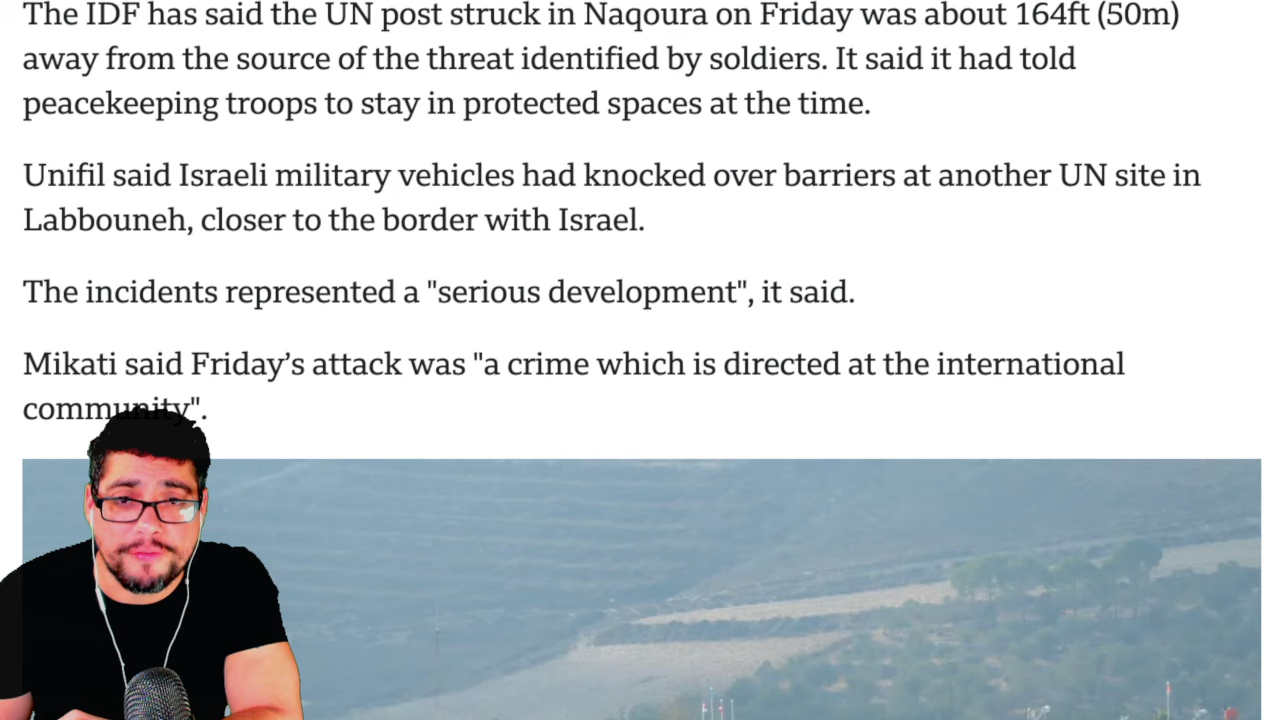 The IDF has said the UN post struck in Naqoura on Friday was about 164ft (50m)
away from the source of the threat identified by soldiers. It said it had told
peacekeeping troops to stay in protected spaces at the time.
Unifil said Israeli military vehicles had knocked over barriers at another UN site in
Labbouneh, closer to the border with Israel.
The incidents represented a "serious development", it said.
Mikati said Friday’s attack was "a crime which is directed at the international
community".